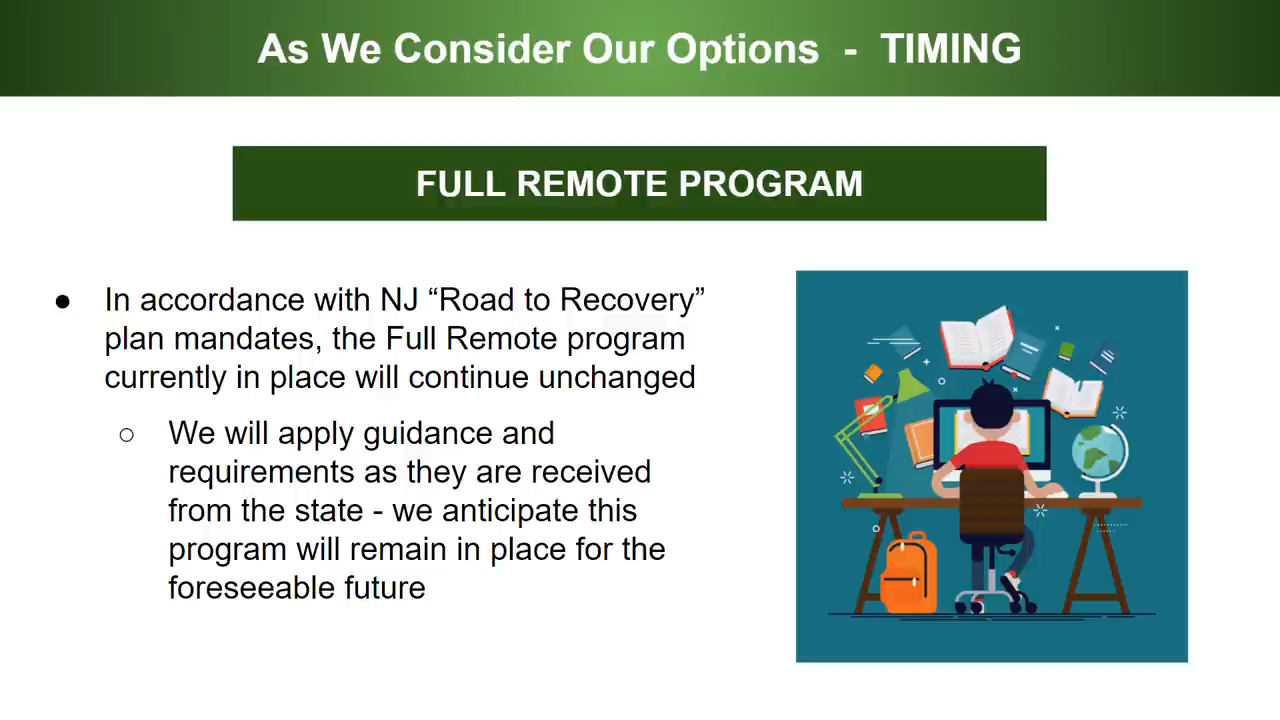 As We Consider Our Options - TIMING
FULL REMOTE PROGRAM
● In accordance with NJ “Road to Recovery”
plan mandates, the Full Remote program
currently in place will continue unchanged
○ We will apply guidance and
requirements as they are received
from the state - we anticipate this
program will remain in place for the
foreseeable future